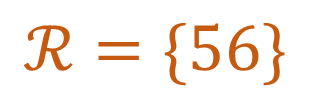 ℛ = {56}